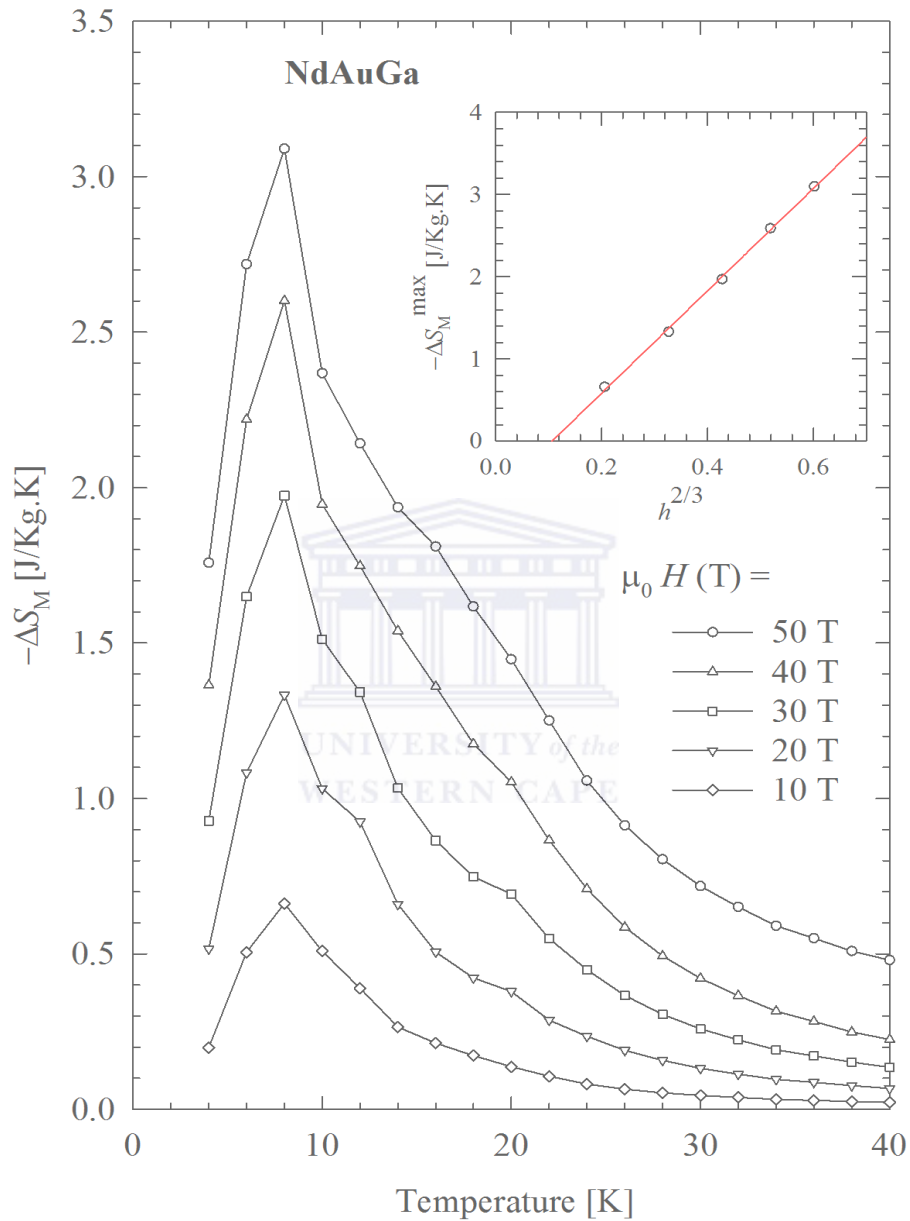 3.5
NdAuGa
4
3.0
3
−ΔS_M^max [J/Kg.K]
2.5
2
1
2.0
0
0.0 0.2 0.4 0.6
h^2/3
−ΔS_M [J/Kg.K]
μ₀ H (T) =
1.5
50 T
40 T
30 T
UNIVERSITY of the
20 T
WESTERN CAPE
10 T
1.0
0.5
0.0
0 10 20 30 40
Temperature [K]